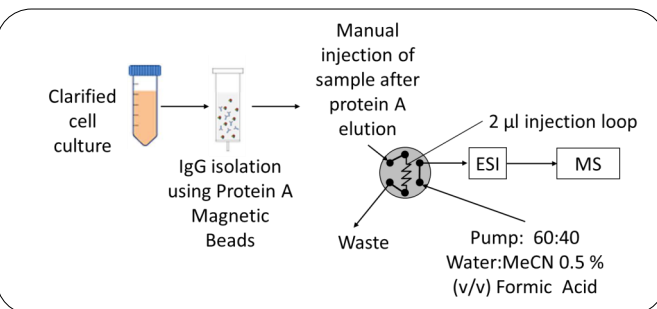 Clarified
cell
culture
IgG isolation
using Protein A
Magnetic
Beads
Manual
injection of
sample after
protein A
elution
2 µl injection loop
ESI
MS
Waste
Pump: 60:40
Water:MeCN 0.5 %
(v/v) Formic Acid